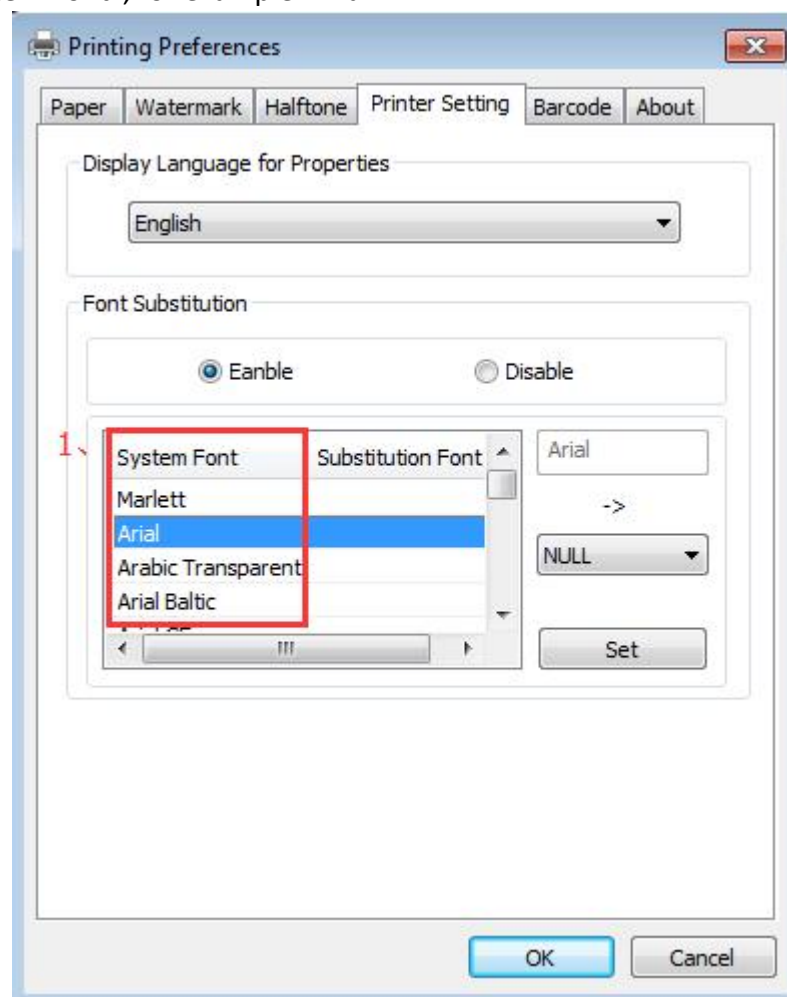 Printing Preferences
Paper Watermark Halftone Printer Setting Barcode About
Display Language for Properties
English
Font Substitution
Eanble Disable
1、
System Font Substitution Font
Marlett
Arial
Arabic Transparent
Arial Baltic
Arial
->
NULL
Set
OK Cancel